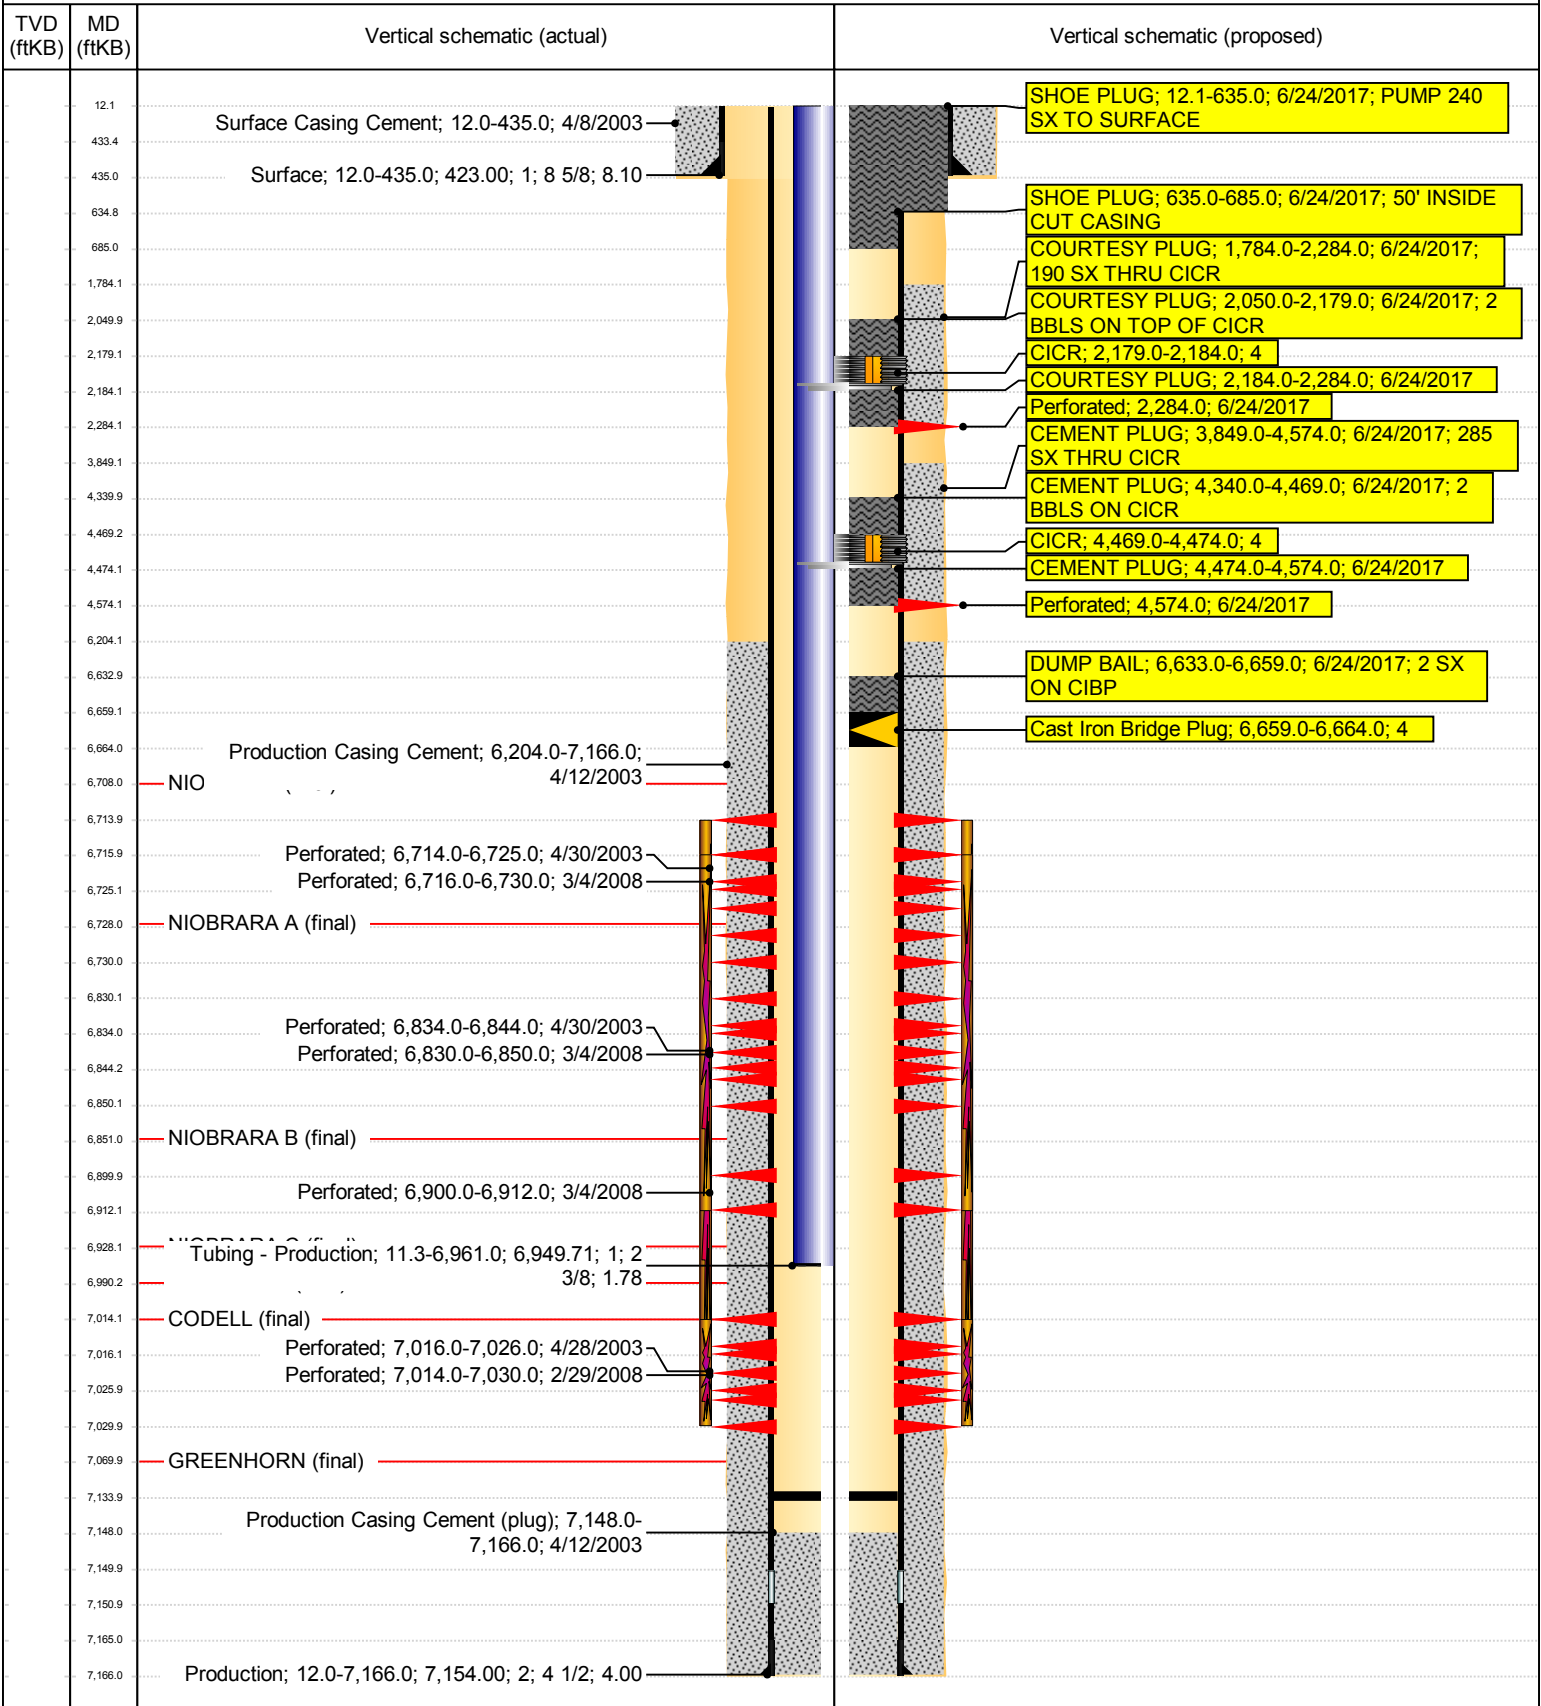 TVD
(ftKB)
MD
(ftKB)
Vertical schematic (actual)
Vertical schematic (proposed)
12.1
433.4
435.0
634.8
685.0
1,784.1
2,049.9
2,179.1
2,184.1
2,284.1
3,849.1
4,339.9
4,469.2
4,474.1
4,574.1
6,204.1
6,632.9
6,659.1
6,664.0
6,708.0
6,713.9
6,715.9
6,725.1
6,728.0
6,730.0
6,830.1
6,834.0
6,844.2
6,850.1
6,851.0
6,899.9
6,912.1
6,928.1
6,990.2
7,014.1
7,016.1
7,025.9
7,029.9
7,069.9
7,133.9
7,148.0
7,149.9
7,150.9
7,165.0
7,166.0
Surface Casing Cement; 12.0-435.0; 4/8/2003
Surface; 12.0-435.0; 423.00; 1; 8 5/8; 8.10
Production Casing Cement; 6,204.0-7,166.0;
4/12/2003
NIO
Perforated; 6,714.0-6,725.0; 4/30/2003
Perforated; 6,716.0-6,730.0; 3/4/2008
NIOBRARA A (final)
Perforated; 6,834.0-6,844.0; 4/30/2003
Perforated; 6,830.0-6,850.0; 3/4/2008
NIOBRARA B (final)
Perforated; 6,900.0-6,912.0; 3/4/2008
Tubing - Production; 11.3-6,961.0; 6,949.71; 1; 2
3/8; 1.78
CODELL (final)
Perforated; 7,016.0-7,026.0; 4/28/2003
Perforated; 7,014.0-7,030.0; 2/29/2008
GREENHORN (final)
Production Casing Cement (plug); 7,148.0-
7,166.0; 4/12/2003
Production; 12.0-7,166.0; 7,154.00; 2; 4 1/2; 4.00
SHOE PLUG; 12.1-635.0; 6/24/2017; PUMP 240
SX TO SURFACE
SHOE PLUG; 635.0-685.0; 6/24/2017; 50' INSIDE
CUT CASING
COURTESY PLUG; 1,784.0-2,284.0; 6/24/2017;
190 SX THRU CICR
COURTESY PLUG; 2,050.0-2,179.0; 6/24/2017; 2
BBLS ON TOP OF CICR
CICR; 2,179.0-2,184.0; 4
COURTESY PLUG; 2,184.0-2,284.0; 6/24/2017
Perforated; 2,284.0; 6/24/2017
CEMENT PLUG; 3,849.0-4,574.0; 6/24/2017; 285
SX THRU CICR
CEMENT PLUG; 4,340.0-4,469.0; 6/24/2017; 2
BBLS ON CICR
CICR; 4,469.0-4,474.0; 4
CEMENT PLUG; 4,474.0-4,574.0; 6/24/2017
Perforated; 4,574.0; 6/24/2017
DUMP BAIL; 6,633.0-6,659.0; 6/24/2017; 2 SX
ON CIBP
Cast Iron Bridge Plug; 6,659.0-6,664.0; 4